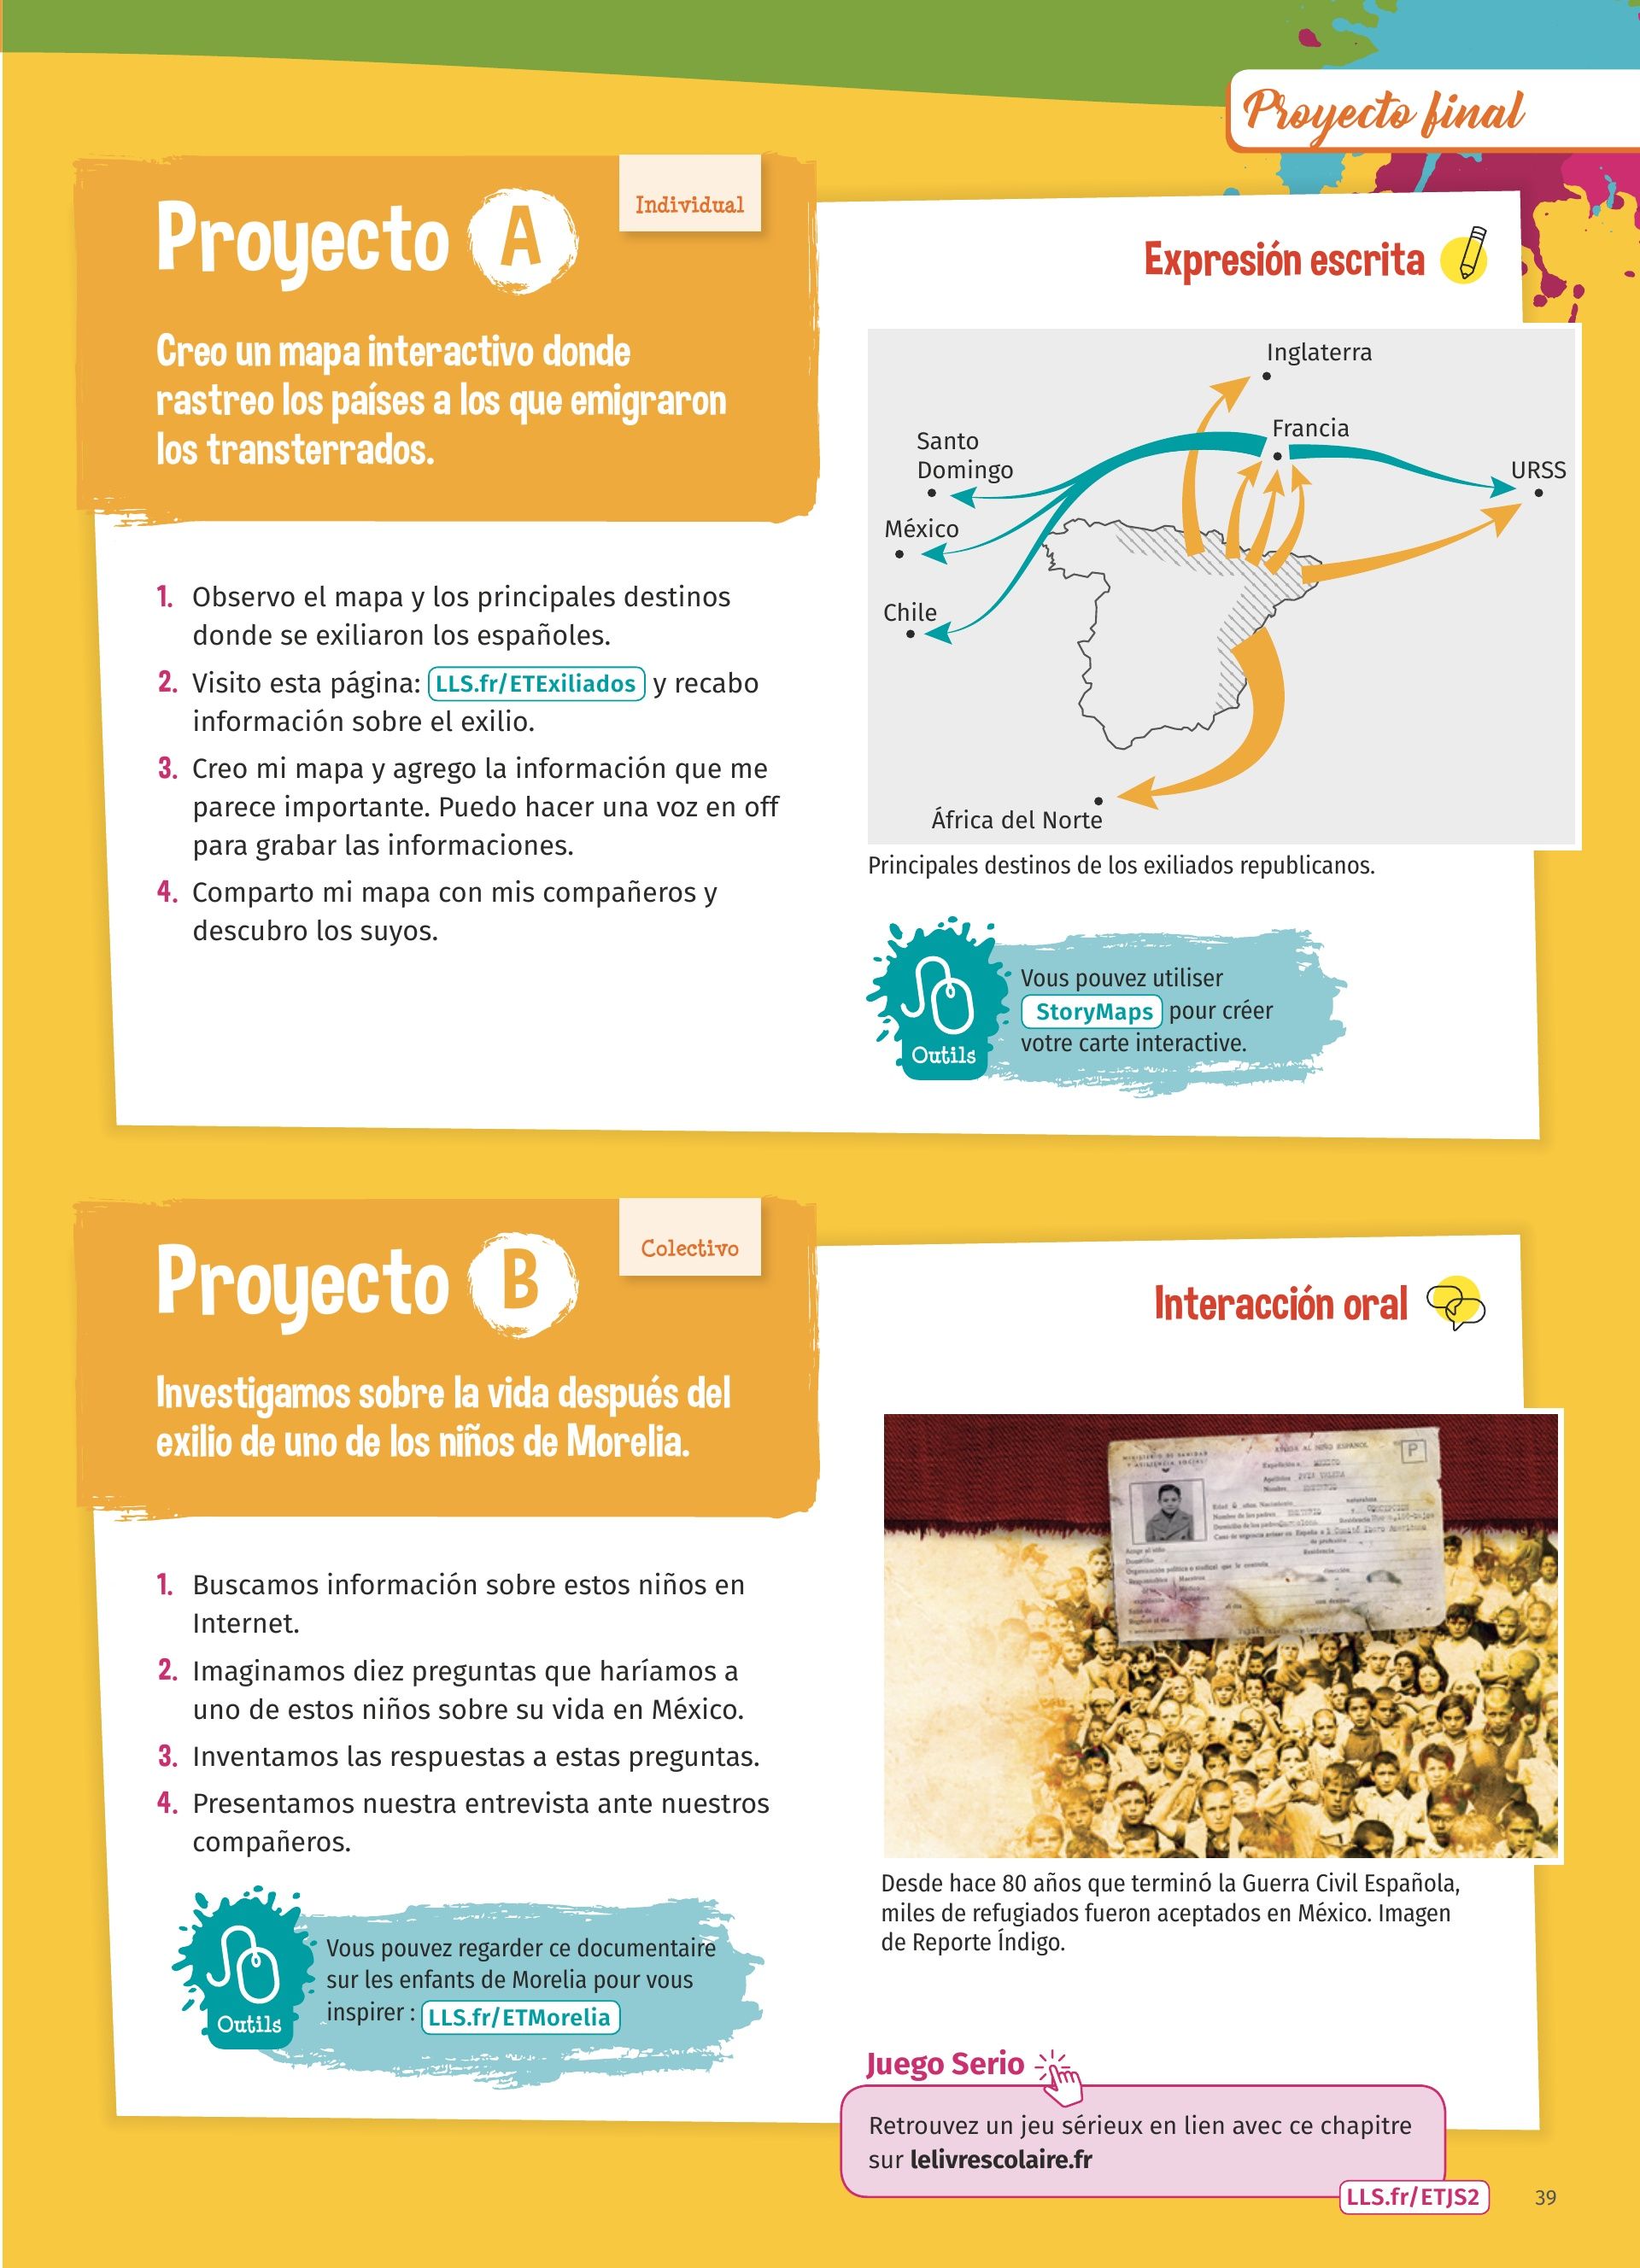 Proyecto final
Proyecto A
Individual
Creo un mapa interactivo donde
rastreo los países a los que emigraron
los transterrados.
1. Observo el mapa y los principales destinos
donde se exiliaron los españoles.
2. Visito esta página: LLS.fr/ETExiliados y recabo
información sobre el exilio.
3. Creo mi mapa y agrego la información que me
parece importante. Puedo hacer una voz en off
para grabar las informaciones.
4. Comparto mi mapa con mis compañeros y
descubro los suyos.
Expresión escrita
Inglaterra
Francia
Santo
Domingo
URSS
México
Chile
África del Norte
Principales destinos de los exiliados republicanos.
Outils
Vous pouvez utiliser
StoryMaps pour créer
votre carte interactive.
Proyecto B
Colectivo
Investigamos sobre la vida después del
exilio de uno de los niños de Morelia.
1. Buscamos información sobre estos niños en
Internet.
2. Imaginamos diez preguntas que haríamos a
uno de estos niños sobre su vida en México.
3. Inventamos las respuestas a estas preguntas.
4. Presentamos nuestra entrevista ante nuestros
compañeros.
Outils
Vous pouvez regarder ce documentaire
sur les enfants de Morelia pour vous
inspirer : LLS.fr/ETMorelia
Interacción oral
MINISTERIO DE SANIDAD
Y ASISTENCIA SOCIAL
AYUDA AL NIÑO ESPAÑOL
P
Apellidos
Nombre
Desde hace 80 años que terminó la Guerra Civil Española,
miles de refugiados fueron aceptados en México. Imagen
de Reporte Índigo.
Juego Serio
Retrouvez un jeu sérieux en lien avec ce chapitre
sur lelivrescolaire.fr
LLS.fr/ETJS2
39